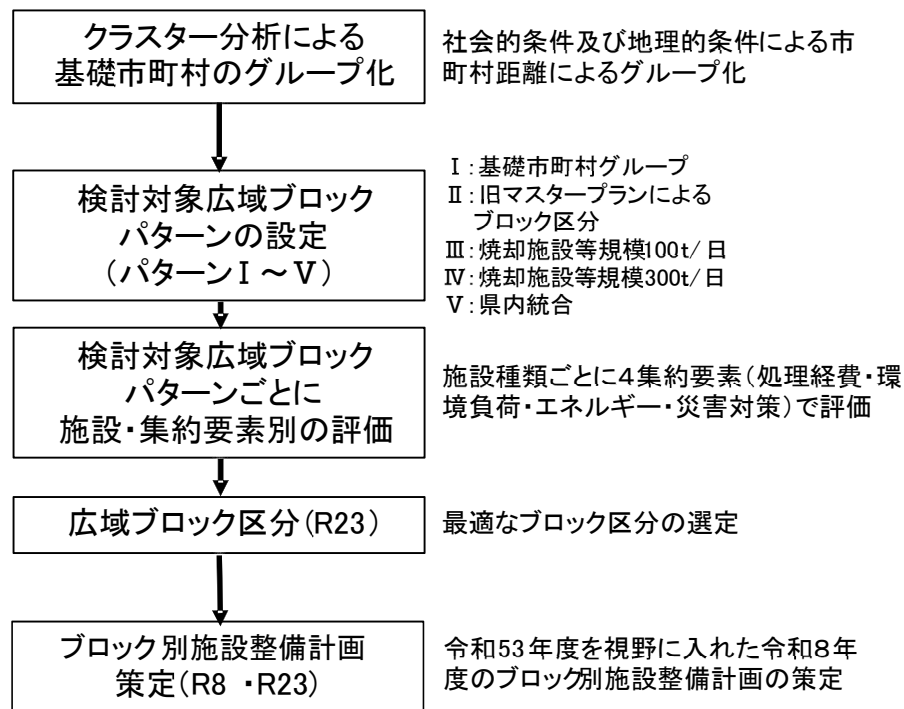 クラスター分析による
基礎市町村のグループ化
社会的条件及び地理的条件による市
町村距離によるグループ化
検討対象広域ブロック
パターンの設定
（パターンⅠ～Ⅴ）
Ⅰ：基礎市町村グループ
Ⅱ：旧マスタープランによる
ブロック区分
Ⅲ：焼却施設等規模100t/日
Ⅳ：焼却施設等規模300t/日
Ⅴ：県内統合
検討対象広域ブロック
パターンごとに
施設・集約要素別の評価
施設種類ごとに４集約要素（処理経費・環
境負荷・エネルギー・災害対策）で評価
広域ブロック区分（R23）
最適なブロック区分の選定
ブロック別施設整備計画
策定（R8 ・R23）
令和53年度を視野に入れた令和８年
度のブロック別施設整備計画の策定